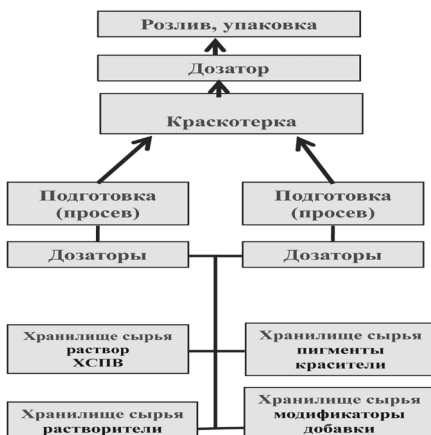 Розлив, упаковка
Дозатор
Краскотерка
Подготовка
(просев)
Подготовка
(просев)
Дозаторы
Дозаторы
Хранилище сырья
раствор
ХСПВ
Хранилище сырья
пигменты
красители
Хранилище сырья
растворители
Хранилище сырья
модификаторы
добавки